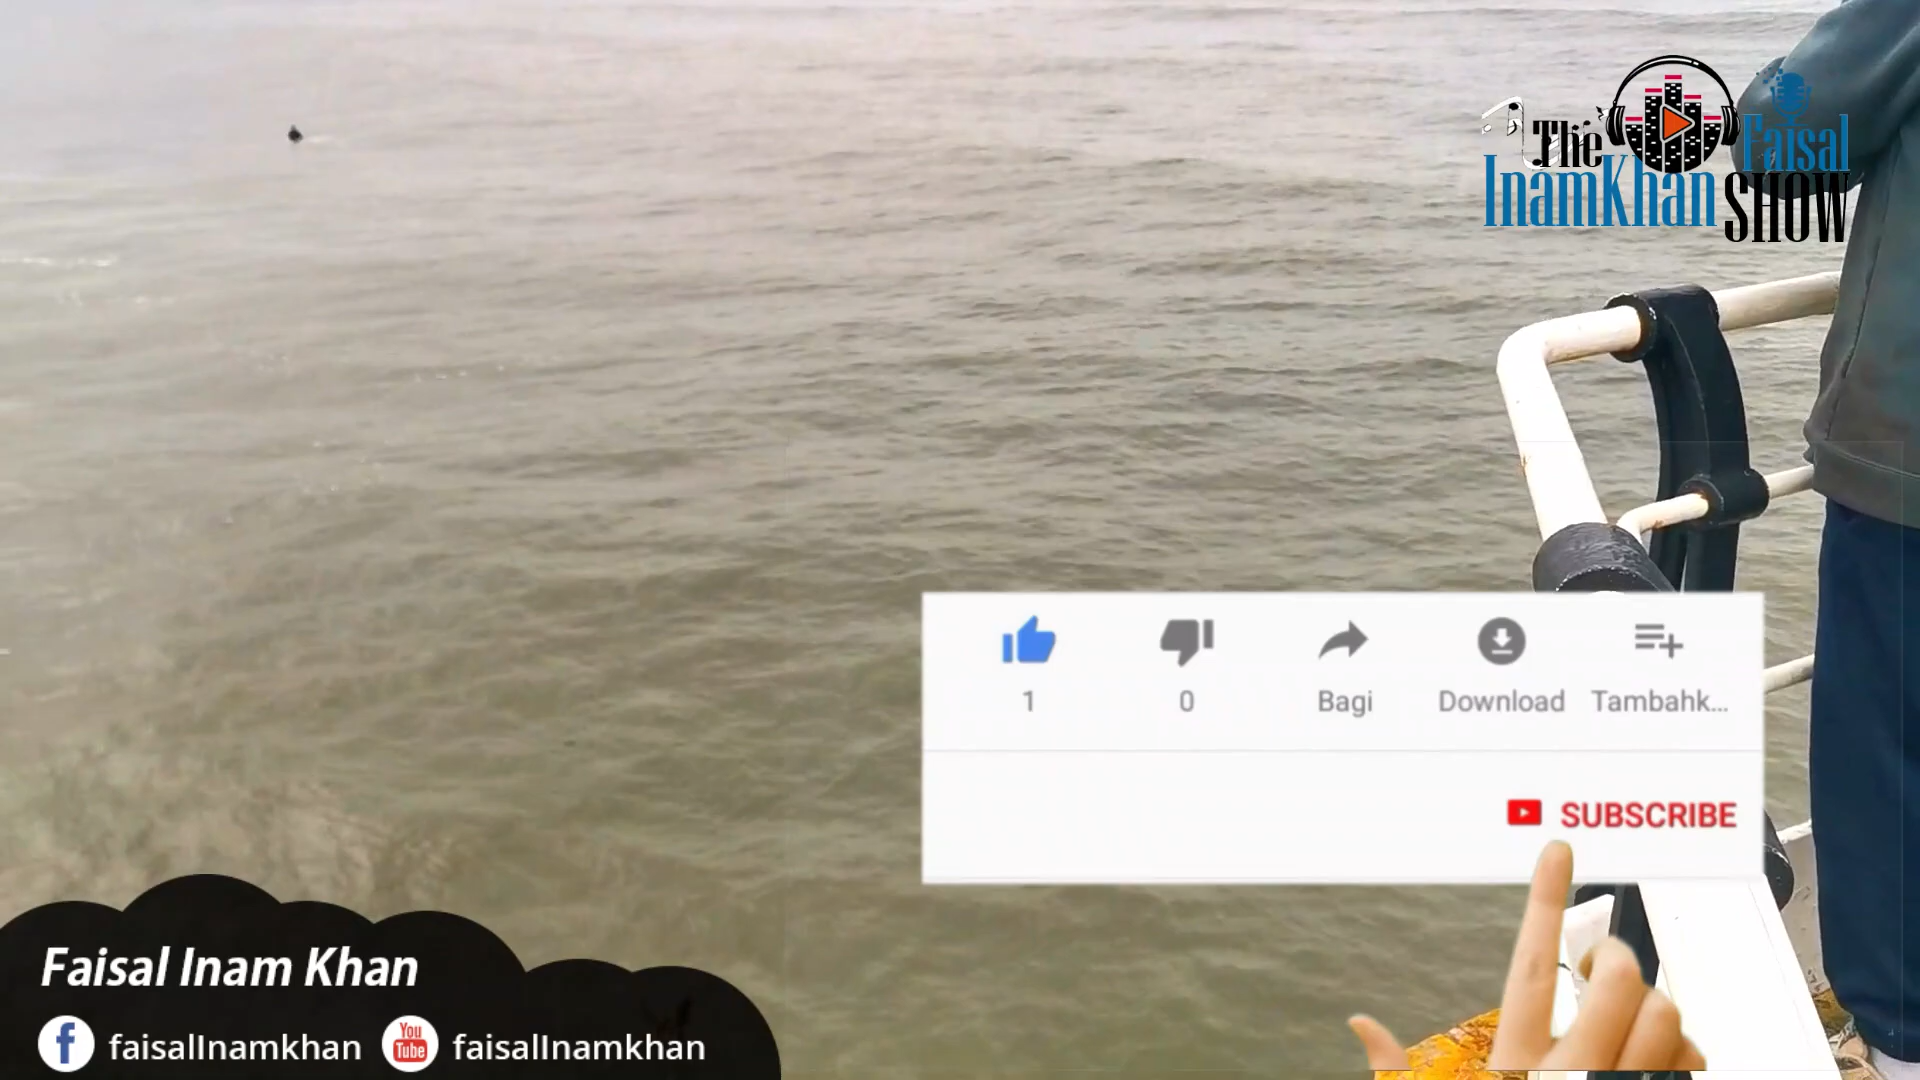 The Faisal
InamKhan SHOW
1
0
Bagi
Download
Tambahk...
SUBSCRIBE
Faisal Inam Khan
faisalInamkhan
You
Tube
faisalInamkhan